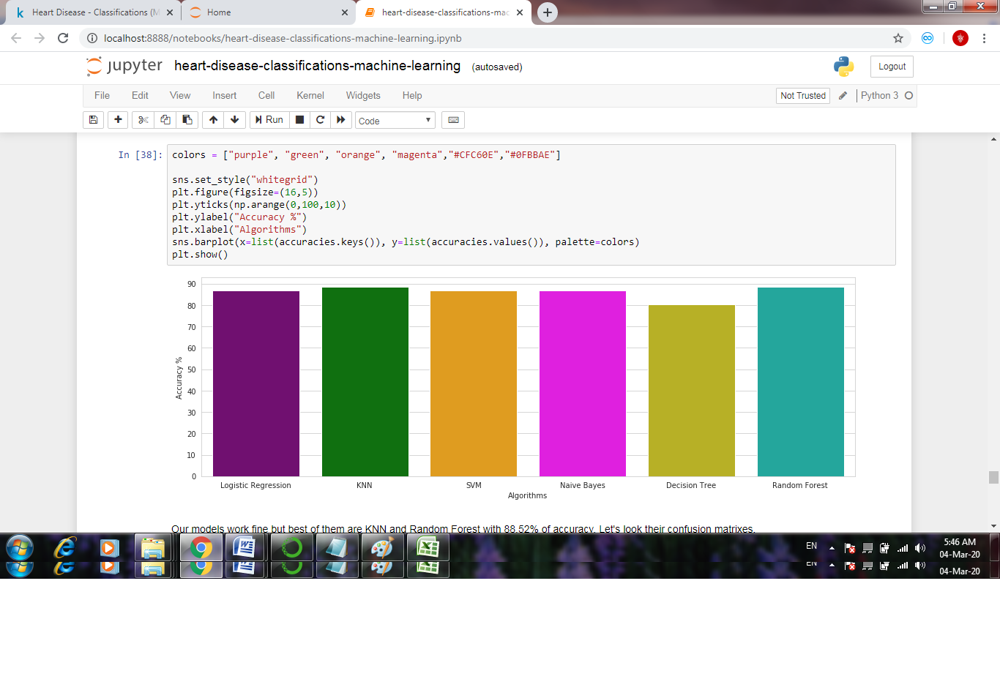 Heart Disease - Classifications (M
Home
heart-disease-classifications-mac
localhost:8888/notebooks/heart-disease-classifications-machine-learning.ipynb
jupyter heart-disease-classifications-machine-learning (autosaved)
Logout
File Edit View Insert Cell Kernel Widgets Help
Not Trusted
Python 3
Run
Code
In [38]:
colors = ["purple", "green", "orange", "magenta","#CFC60E","#0FBBAE"]
sns.set_style("whitegrid")
plt.figure(figsize=(16,5))
plt.yticks(np.arange(0,100,10))
plt.ylabel("Accuracy %")
plt.xlabel("Algorithms")
sns.barplot(x=list(accuracies.keys()), y=list(accuracies.values()), palette=colors)
plt.show()
90
80
70
60
50
40
30
20
10
0
Accuracy %
Logistic Regression KNN SVM Naive Bayes Decision Tree Random Forest
Algorithms
Our models work fine but best of them are KNN and Random Forest with 88.52% of accuracy. Let's look their confusion matrixes.
EN
5:46 AM
04-Mar-20
EN
04-Mar-20